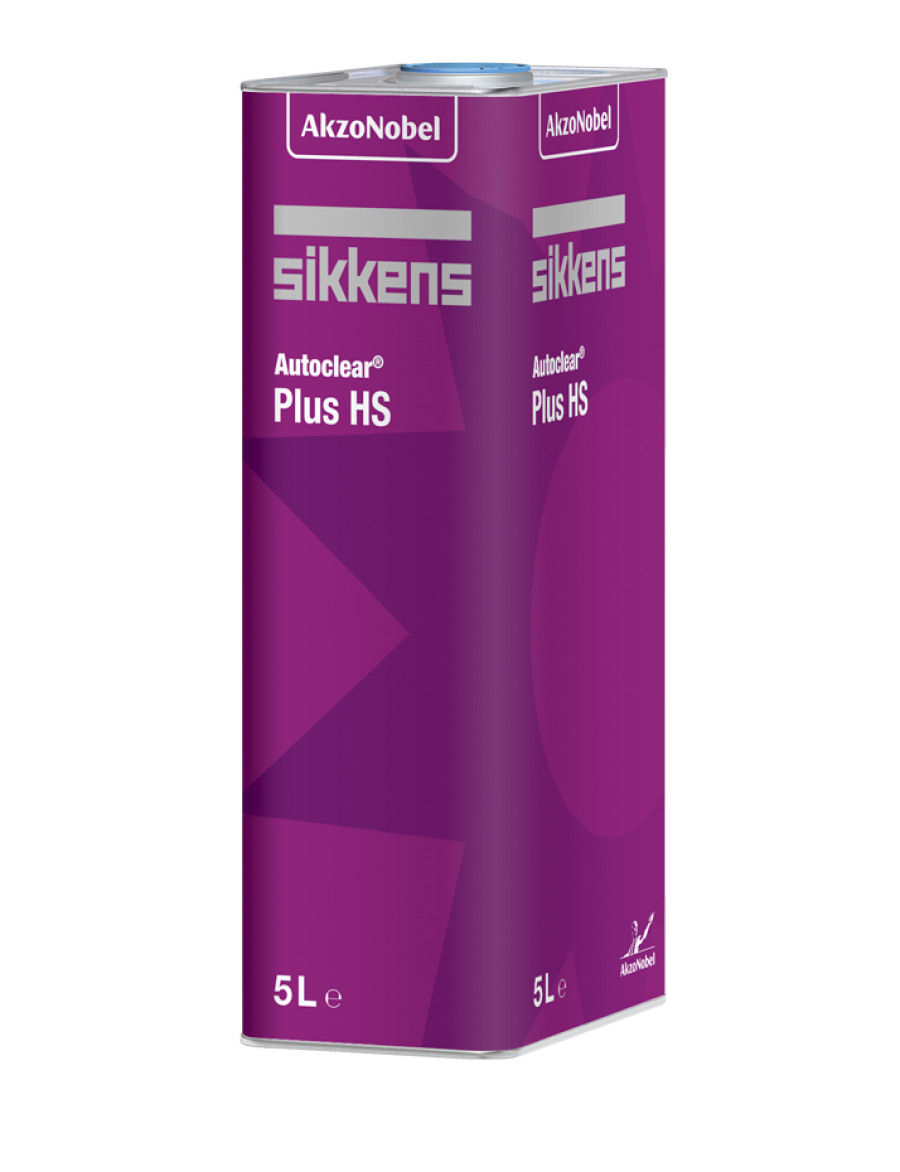 AkzoNobel
sikkens
Autoclear®
Plus HS
5L ℮
AkzoNobel
sikkens
Autoclear®
Plus HS
5L ℮
AkzoNobel